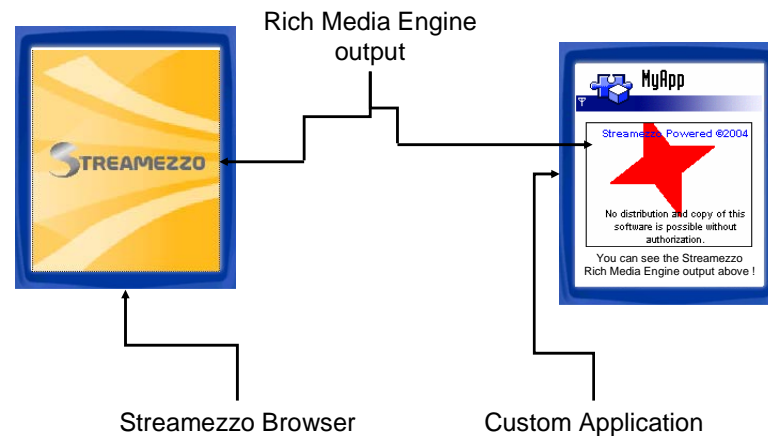 Rich Media Engine
output
STREAMEZZO
MyApp
Streamezzo Powered ©2004
No distribution and copy of this
software is possible without
authorization.
You can see the Streamezzo
Rich Media Engine output above !
Streamezzo Browser
Custom Application